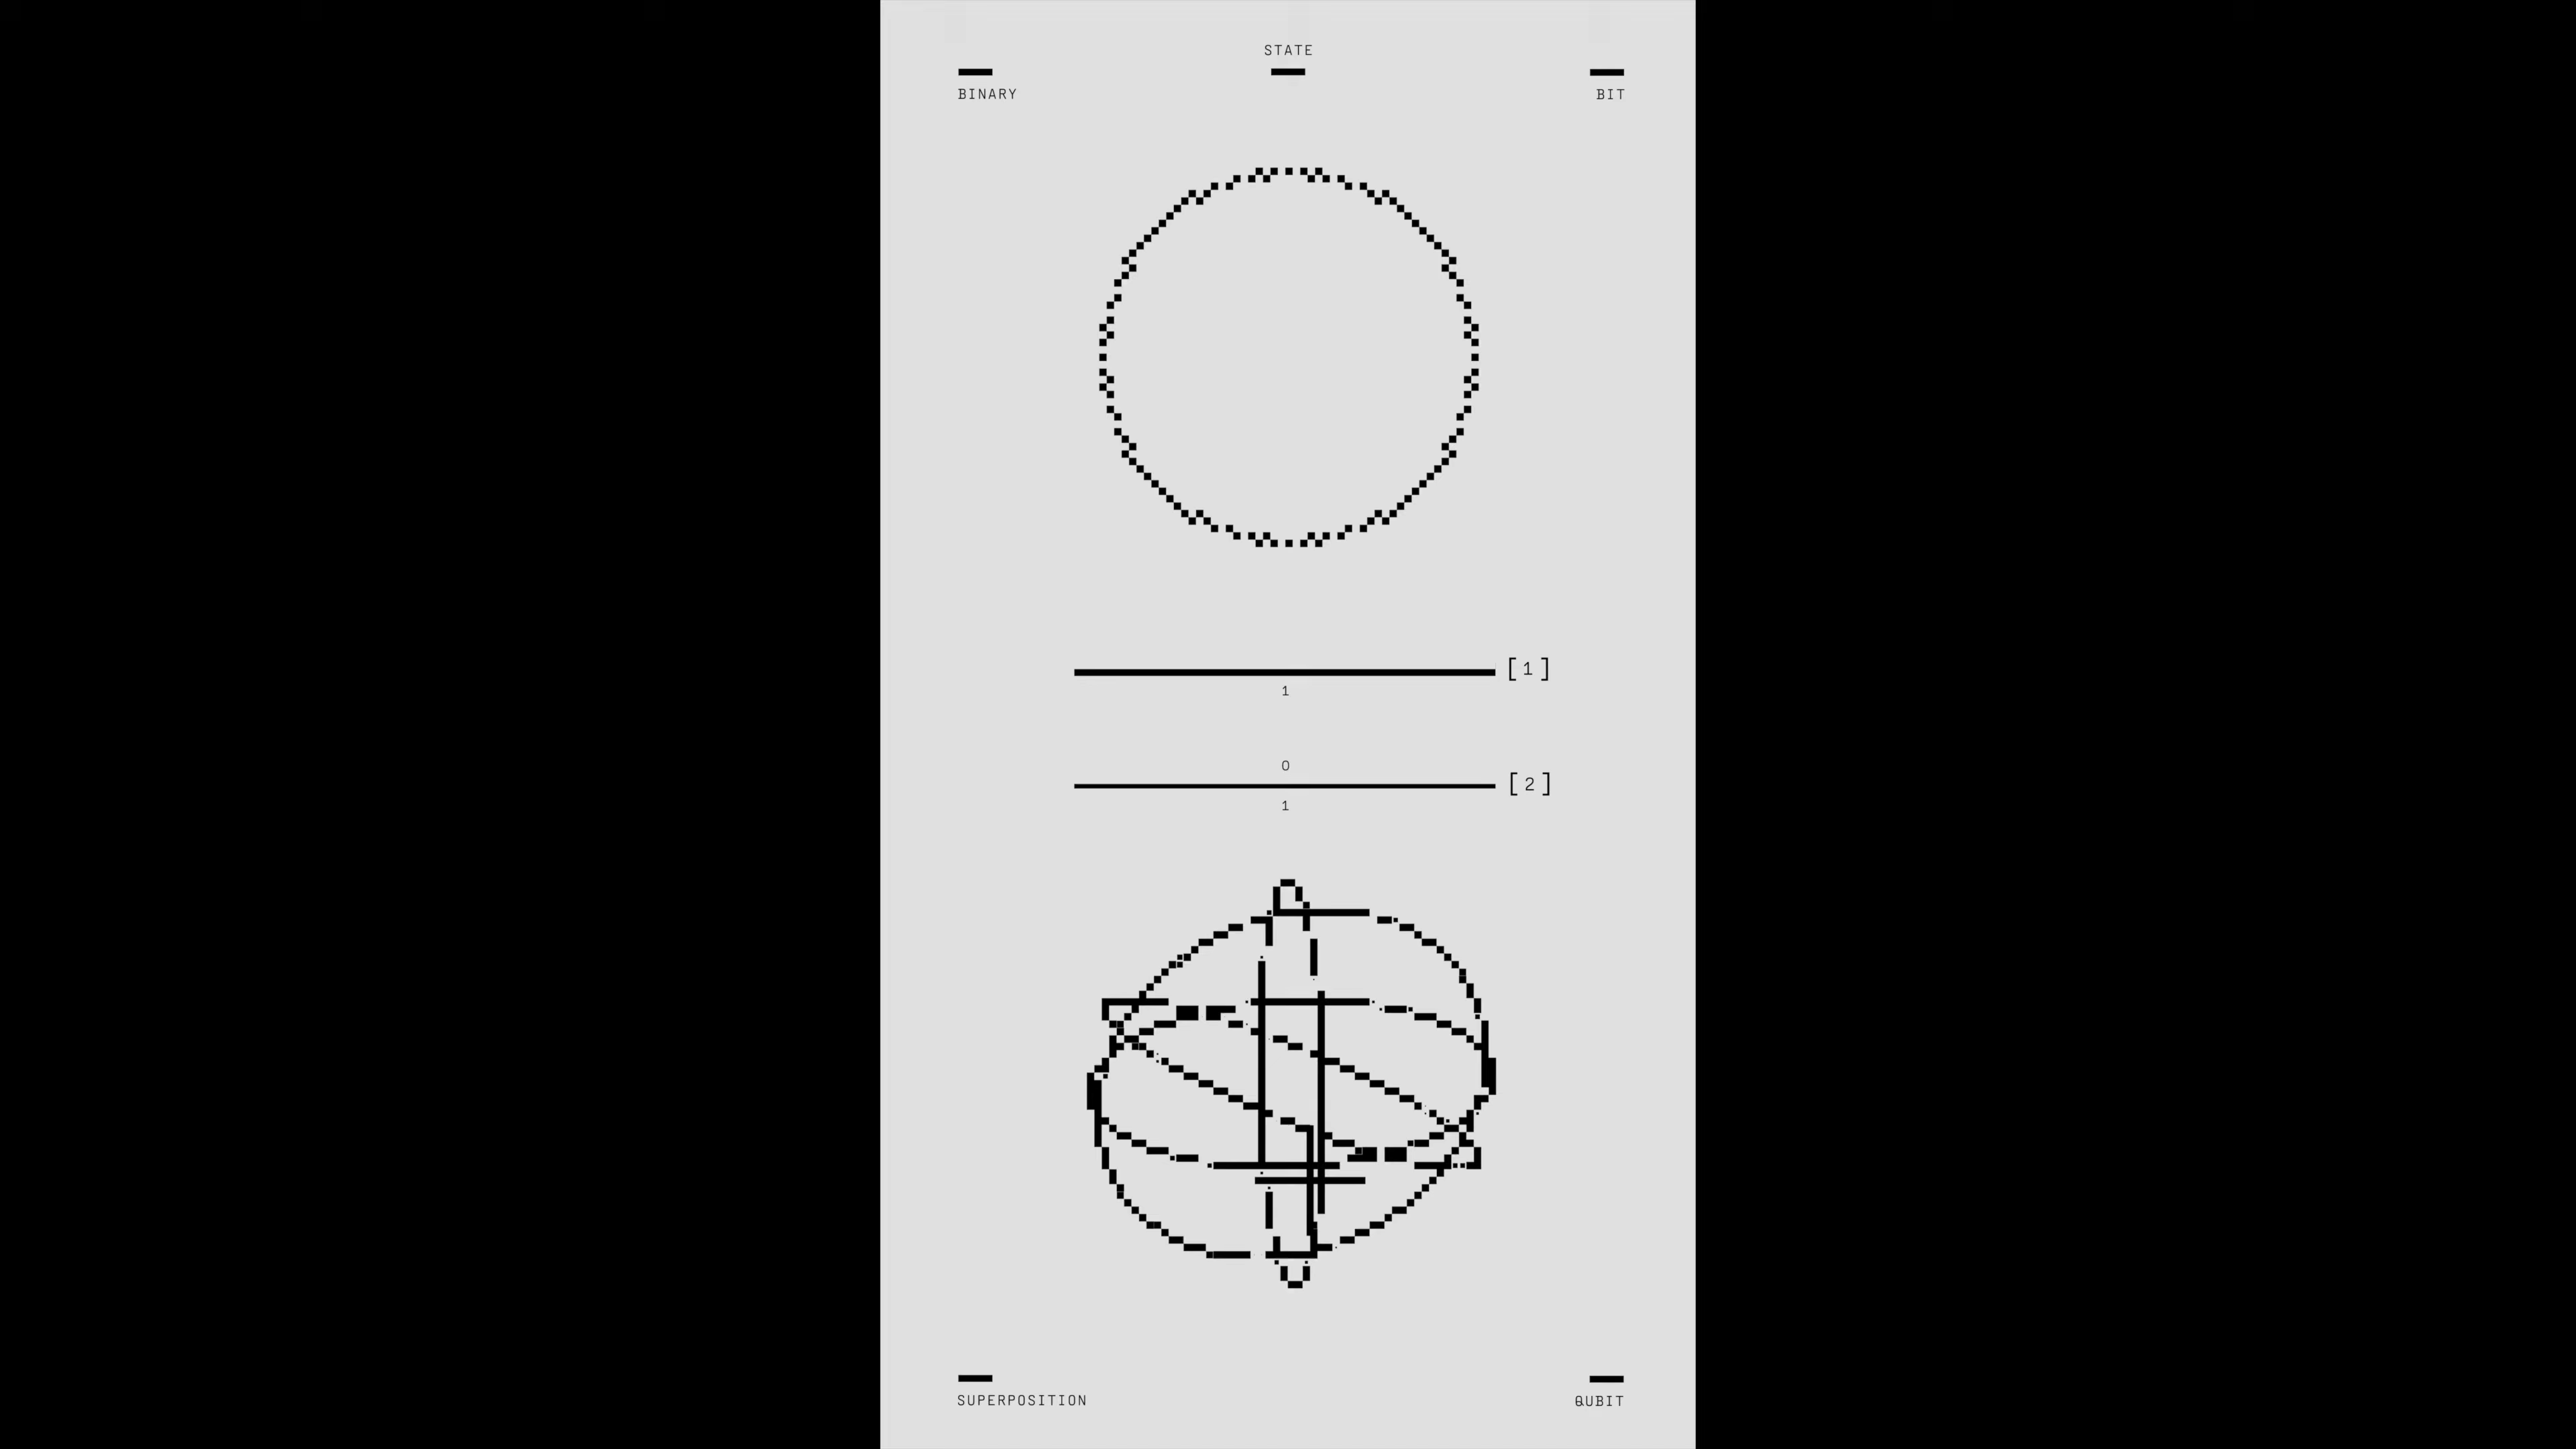 STATE
BINARY
BIT
[1]
1
0
[2]
1
SUPERPOSITION
QUBIT